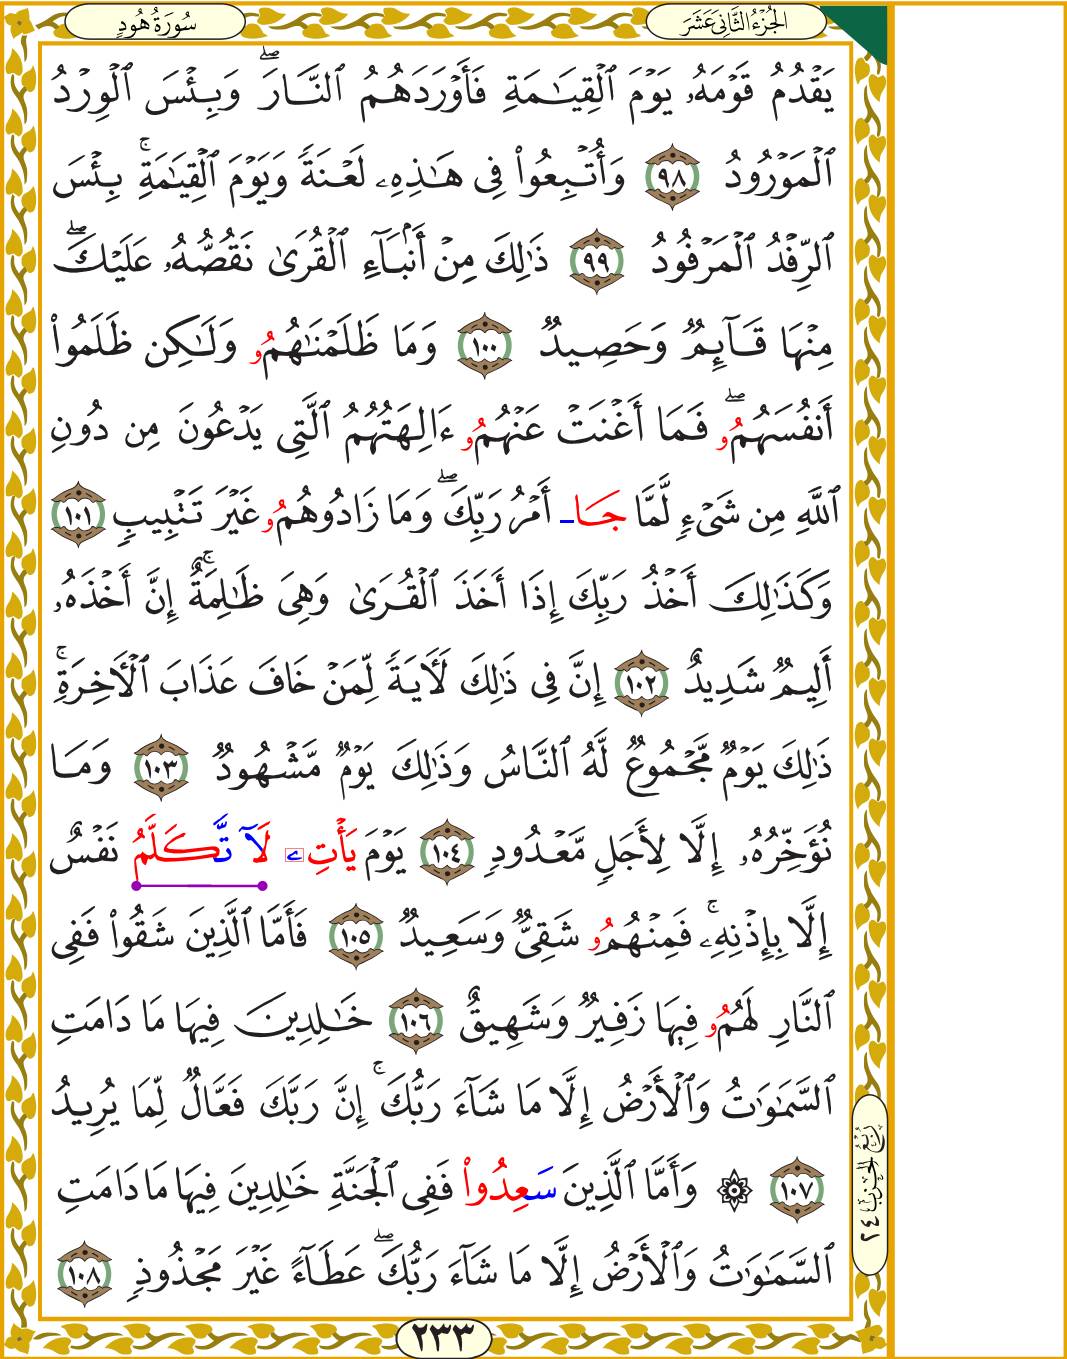 الجُزْءُ الثَّانِيَ عَشَرَ
سُورَةُ هُودٍ
يَقْدُمُ قَوْمَهُۥ يَوْمَ ٱلْقِيَـٰمَةِ فَأَوْرَدَهُمُ ٱلنَّارَ ۖ وَبِئْسَ ٱلْوِرْدُ
ٱلْمَوْرُودُ ٩٨ وَأُتْبِعُوا۟ فِى هَـٰذِهِۦ لَعْنَةً وَيَوْمَ ٱلْقِيَـٰمَةِ ۚ بِئْسَ
ٱلرِّفْدُ ٱلْمَرْفُودُ ٩٩ ذَٰلِكَ مِنْ أَنۢبَآءِ ٱلْقُرَىٰ نَقُصُّهُۥ عَلَيْكَ ۖ
مِنْهَا قَآئِمٌ وَحَصِيدٌ ١٠٠ وَمَا ظَلَمْنَـٰهُمُۥ وَلَـٰكِن ظَلَمُوٓا۟
أَنفُسَهُمُۥ ۖ فَمَا أَغْنَتْ عَنْهُمُۥ ءَالِهَتُهُمُ ٱلَّتِى يَدْعُونَ مِن دُونِ
ٱللَّهِ مِن شَىْءٍ لَّمَّا جَا أَمْرُ رَبِّكَ ۖ وَمَا زَادُوهُمُۥ غَيْرَ تَتْبِيبٍ ١٠١
وَكَذَٰلِكَ أَخْذُ رَبِّكَ إِذَا أَخَذَ ٱلْقُرَىٰ وَهِىَ ظَـٰلِمَةٌ ۚ إِنَّ أَخْذَهُۥ
أَلِيمٌ شَدِيدٌ ١٠٢ إِنَّ فِى ذَٰلِكَ لَـَٔايَةً لِّمَنْ خَافَ عَذَابَ ٱلْـَٔاخِرَةِ ۚ
ذَٰلِكَ يَوْمٌ مَّجْمُوعٌ لَّهُ ٱلنَّاسُ وَذَٰلِكَ يَوْمٌ مَّشْهُودٌ ١٠٣ وَمَا
نُؤَخِّرُهُۥ إِلَّا لِأَجَلٍ مَّعْدُودٍ ١٠٤ يَوْمَ يَأْتِۦ لَآ تَّكَلَّمُ نَفْسٌ
إِلَّا بِإِذْنِهِۦ ۚ فَمِنْهُمُۥ شَقِىٌّ وَسَعِيدٌ ١٠٥ فَأَمَّا ٱلَّذِينَ شَقُوا۟ فَفِى
ٱلنَّارِ لَهُمُۥ فِيهَا زَفِيرٌ وَشَهِيقٌ ١٠٦ خَـٰلِدِينَ فِيهَا مَا دَامَتِ
ٱلسَّمَـٰوَٰتُ وَٱلْأَرْضُ إِلَّا مَا شَآءَ رَبُّكَ ۚ إِنَّ رَبَّكَ فَعَّالٌ لِّمَا يُرِيدُ
١٠٧ ۞ وَأَمَّا ٱلَّذِينَ سَعِدُوا۟ فَفِى ٱلْجَنَّةِ خَـٰلِدِينَ فِيهَا مَا دَامَتِ
ٱلسَّمَـٰوَٰتُ وَٱلْأَرْضُ إِلَّا مَا شَآءَ رَبُّكَ ۖ عَطَآءً غَيْرَ مَجْذُوذٍ ١٠٨
رُبْعُ الحِزْب ٢٤
٢٣٣